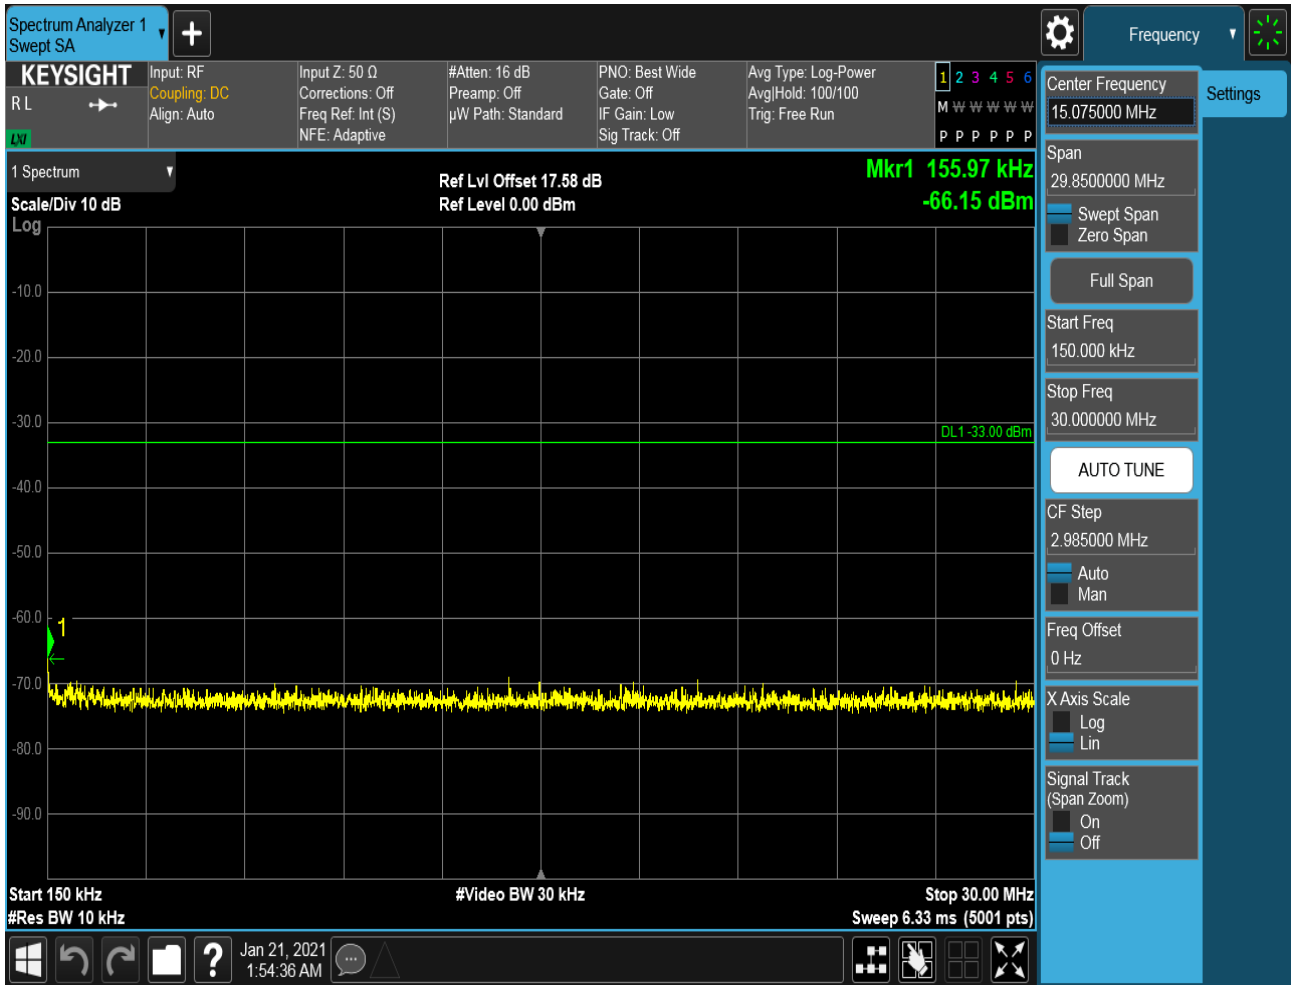 Spectrum Analyzer 1
Swept SA
Frequency
KEYSIGHT
R L
LXI
Input: RF
Coupling: DC
Align: Auto
Input Z: 50 Ω
Corrections: Off
Freq Ref: Int (S)
NFE: Adaptive
#Atten: 16 dB
Preamp: Off
µW Path: Standard
PNO: Best Wide
Gate: Off
IF Gain: Low
Sig Track: Off
Avg Type: Log-Power
Avg|Hold: 100/100
Trig: Free Run
1 2 3 4 5 6
M W W W W W
P P P P P P
Center Frequency
15.075000 MHz
Settings
Span
29.8500000 MHz
Swept Span
Zero Span
Full Span
Start Freq
150.000 kHz
Stop Freq
30.000000 MHz
AUTO TUNE
CF Step
2.985000 MHz
Auto
Man
Freq Offset
0 Hz
X Axis Scale
Log
Lin
Signal Track
(Span Zoom)
On
Off
1 Spectrum
Scale/Div 10 dB
Log
Ref Lvl Offset 17.58 dB
Ref Level 0.00 dBm
Mkr1 155.97 kHz
-66.15 dBm
-10.0
-20.0
-30.0
DL1 -33.00 dBm
-40.0
-50.0
-60.0
1
-70.0
-80.0
-90.0
Start 150 kHz
#Video BW 30 kHz
Stop 30.00 MHz
#Res BW 10 kHz
Sweep 6.33 ms (5001 pts)
?
Jan 21, 2021
1:54:36 AM